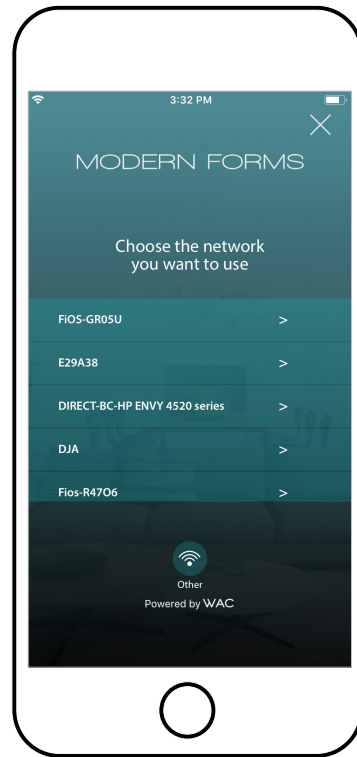 3:32 PM
MODERN FORMS
Choose the network
you want to use
FiOS-GR05U >
E29A38 >
DIRECT-BC-HP ENVY 4520 series >
DJA >
Fios-R47O6 >
Other
Powered by WAC